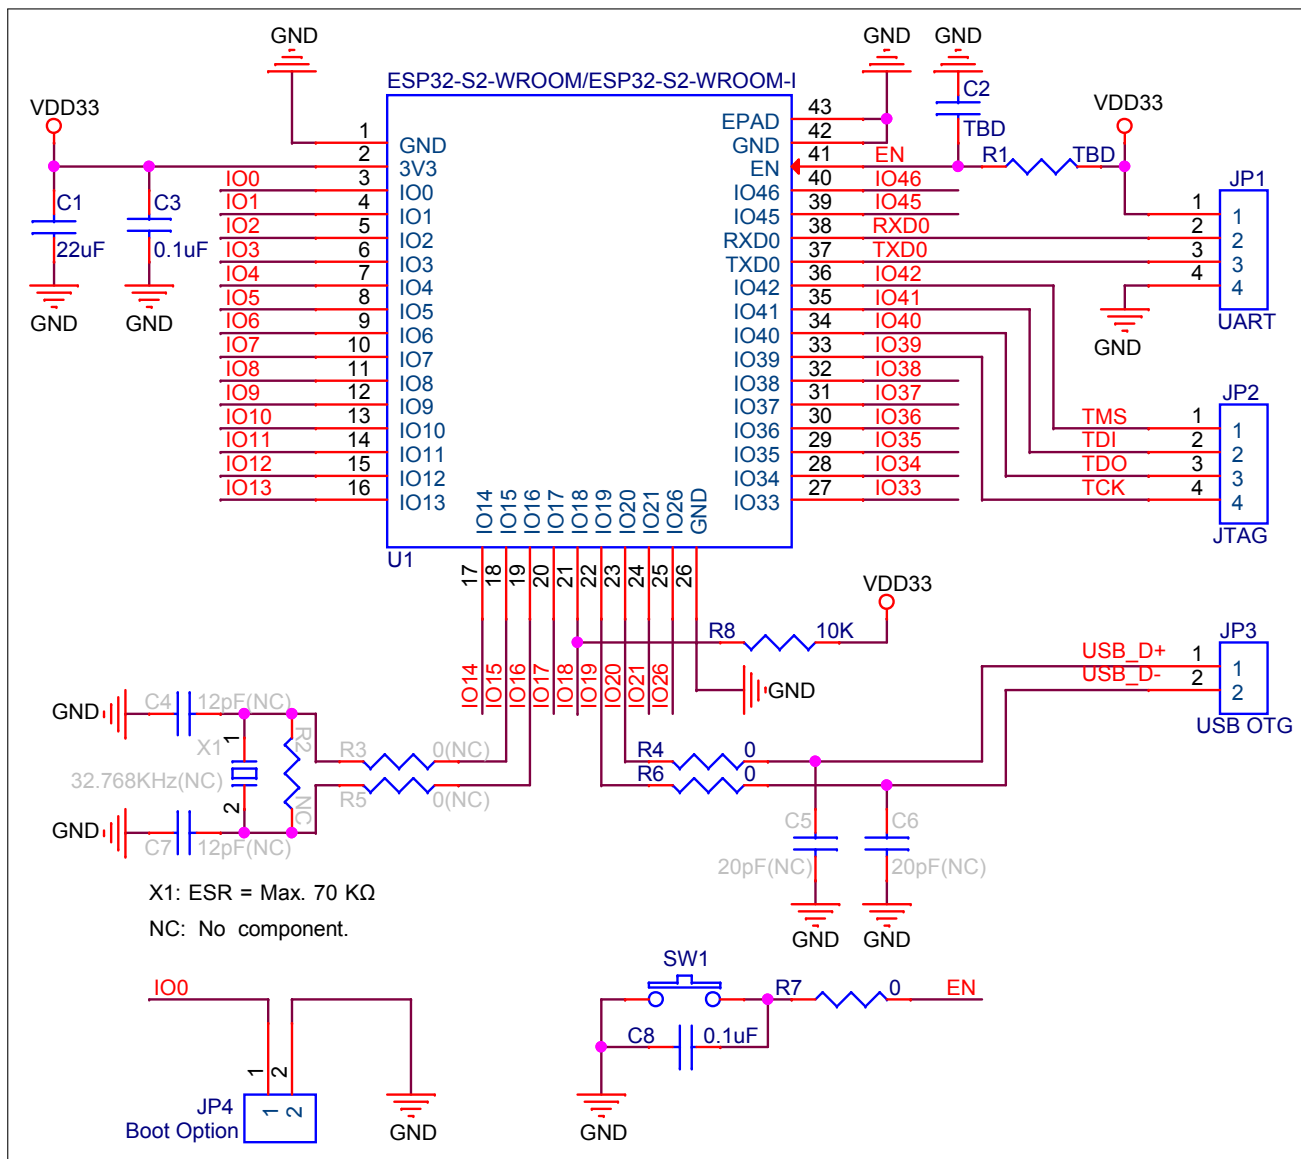 GND
GND
GND
ESP32-S2-WROOM/ESP32-S2-WROOM-I
VDD33
C2
TBD
VDD33
1 GND
2 3V3
IO0 3 IO0
IO1 4 IO1
IO2 5 IO2
IO3 6 IO3
IO4 7 IO4
IO5 8 IO5
IO6 9 IO6
IO7 10 IO7
IO8 11 IO8
IO9 12 IO9
IO10 13 IO10
IO11 14 IO11
IO12 15 IO12
IO13 16 IO13
C1
22uF
GND
C3
0.1uF
GND
EPAD 43
GND 42
EN 41 EN
IO46 40 IO46
IO45 39 IO45
RXD0 38 RXD0
TXD0 37 TXD0
IO42 36 IO42
IO41 35 IO41
IO40 34 IO40
IO39 33 IO39
IO38 32 IO38
IO37 31 IO37
IO36 30 IO36
IO35 29 IO35
IO34 28 IO34
IO33 27 IO33
R1 TBD
JP1
1 1
2 2
3 3
4 4
UART
GND
JP2
TMS 1 1
TDI 2 2
TDO 3 3
TCK 4 4
JTAG
IO14 IO15 IO16 IO17 IO18 IO19 IO20 IO21 IO26 GND
U1
17 18 19 20 21 22 23 24 25 26
IO14 IO15 IO16 IO17 IO18 IO19 IO20 IO21 IO26
VDD33
R8 10K
GND
JP3
USB_D+ 1 1
USB_D- 2 2
USB OTG
GND C4 12pF(NC)
X1 1
32.768KHz(NC)
2
R2 NC
R3 0(NC)
R5 0(NC)
GND
C7 12pF(NC)
R4 0
R6 0
C5
20pF(NC)
GND
C6
20pF(NC)
GND
X1: ESR = Max. 70 KΩ
NC: No component.
IO0
1 2
JP4 1 2
Boot Option
GND
SW1
R7 0 EN
C8 0.1uF
GND